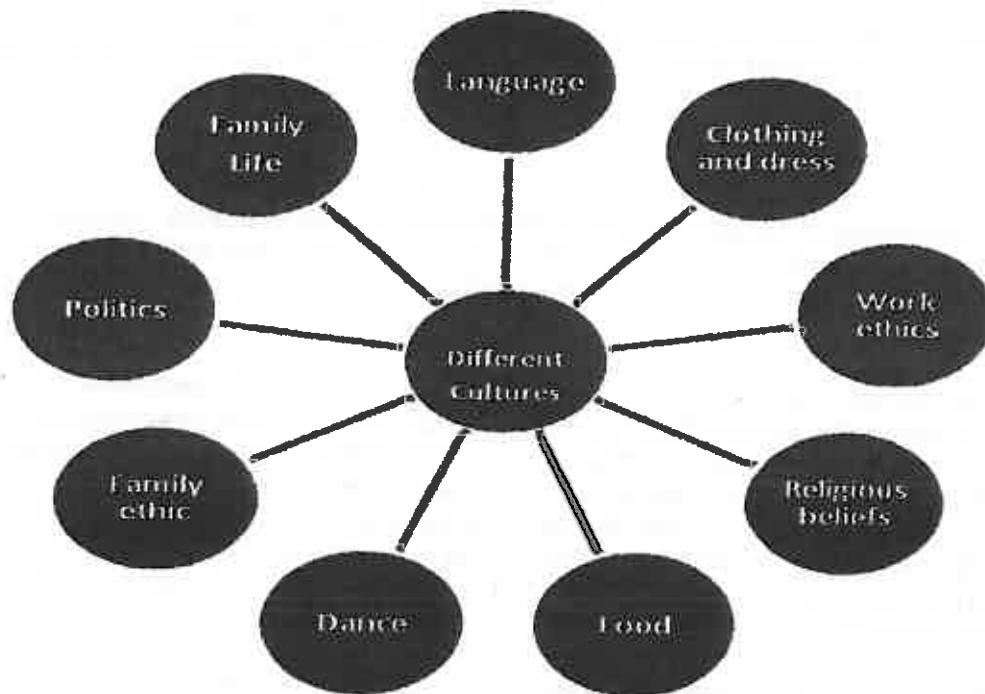 Language
Family
Life
Clothing
and dress
Politics
Work
ethics
Different
Cultures
Family
ethic
Religious
beliefs
Dance
Food